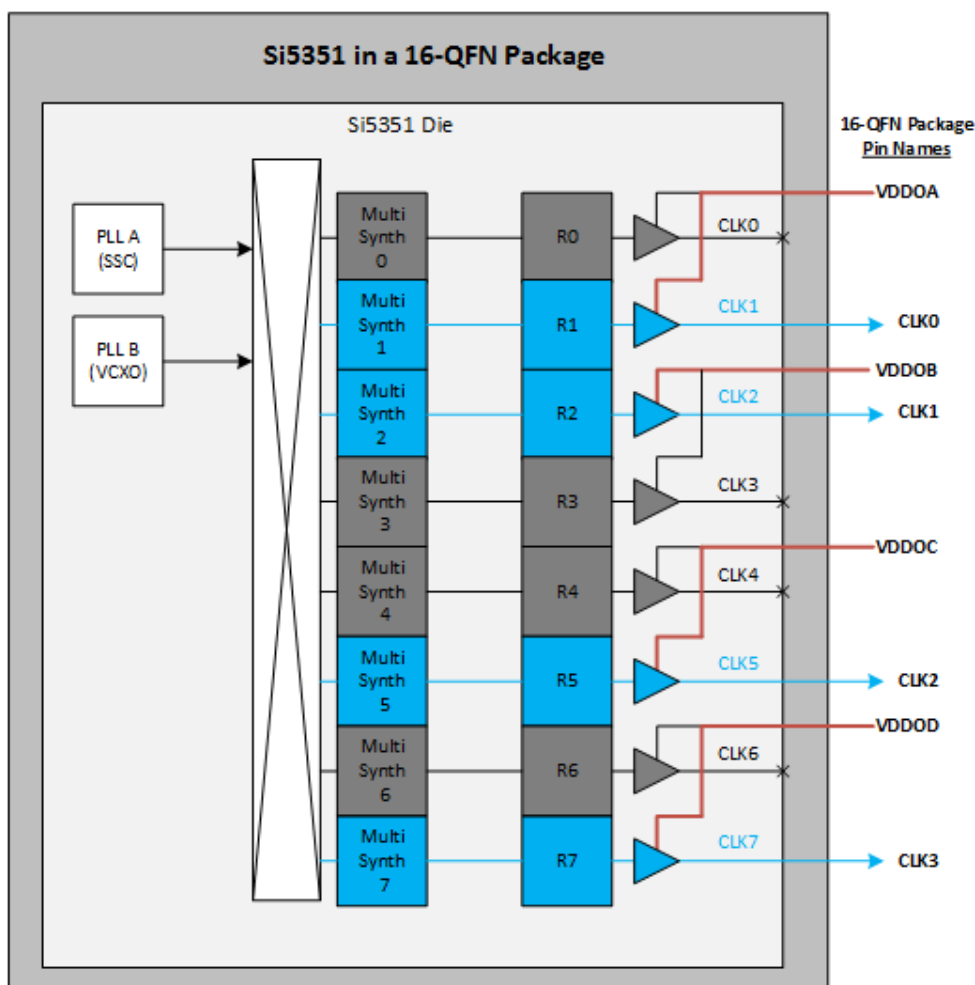 Si5351 in a 16-QFN Package
Si5351 Die
16-QFN Package
Pin Names
PLL A
(SSC)
PLL B
(VCXO)
Multi
Synth
0
R0
CLK0
VDDOA
Multi
Synth
1
R1
CLK1
CLK0
Multi
Synth
2
R2
CLK2
VDDOB
CLK1
Multi
Synth
3
R3
CLK3
Multi
Synth
4
R4
CLK4
VDDOC
Multi
Synth
5
R5
CLK5
CLK2
Multi
Synth
6
R6
CLK6
VDDOD
Multi
Synth
7
R7
CLK7
CLK3